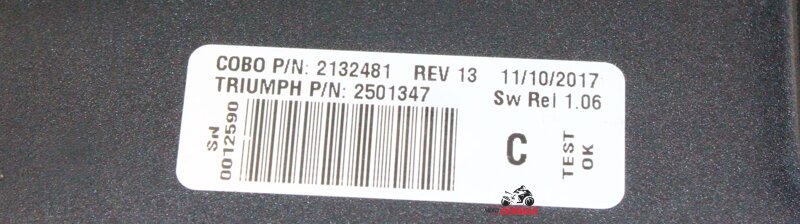 COBO P/N: 2132481 REV 13 11/10/2017
TRIUMPH P/N: 2501347 Sw Rel 1.06
SN
0012590
C
TEST
OK